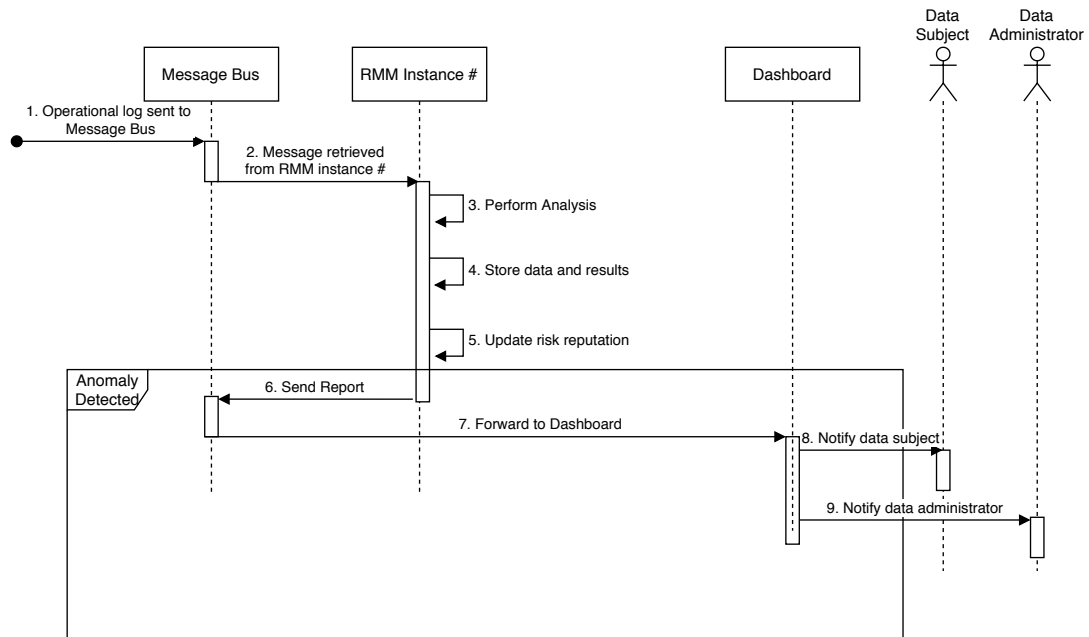 Data
Subject
Data
Administrator
Message Bus
RMM Instance #
Dashboard
1. Operational log sent to
Message Bus
2. Message retrieved
from RMM instance #
3. Perform Analysis
4. Store data and results
5. Update risk reputation
Anomaly
Detected
6. Send Report
7. Forward to Dashboard
8. Notify data subject
9. Notify data administrator